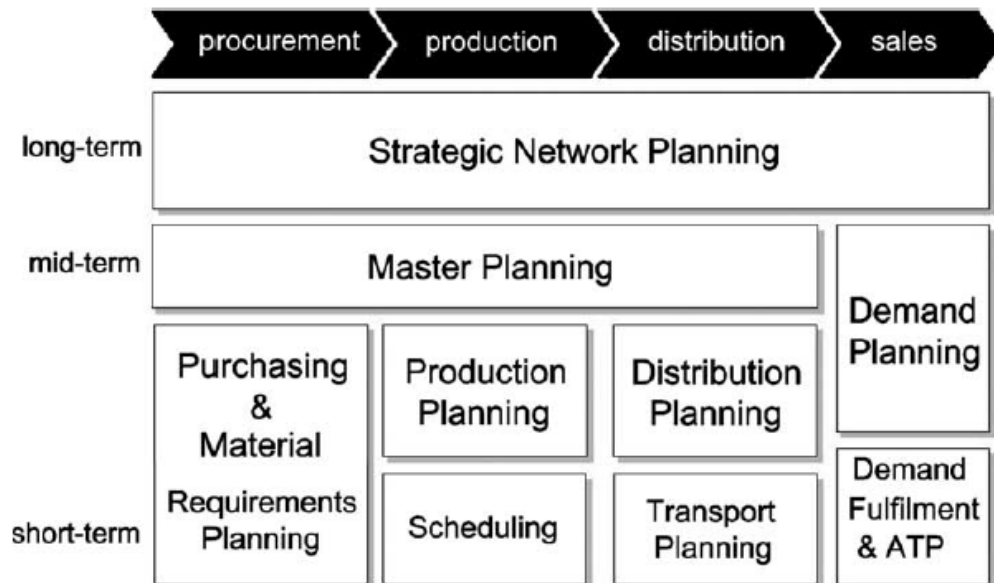 procurement
production
distribution
sales
long-term
Strategic Network Planning
mid-term
Master Planning
Demand
Planning
Purchasing
&
Material
Requirements
Planning
Production
Planning
Distribution
Planning
short-term
Scheduling
Transport
Planning
Demand
Fulfilment
& ATP